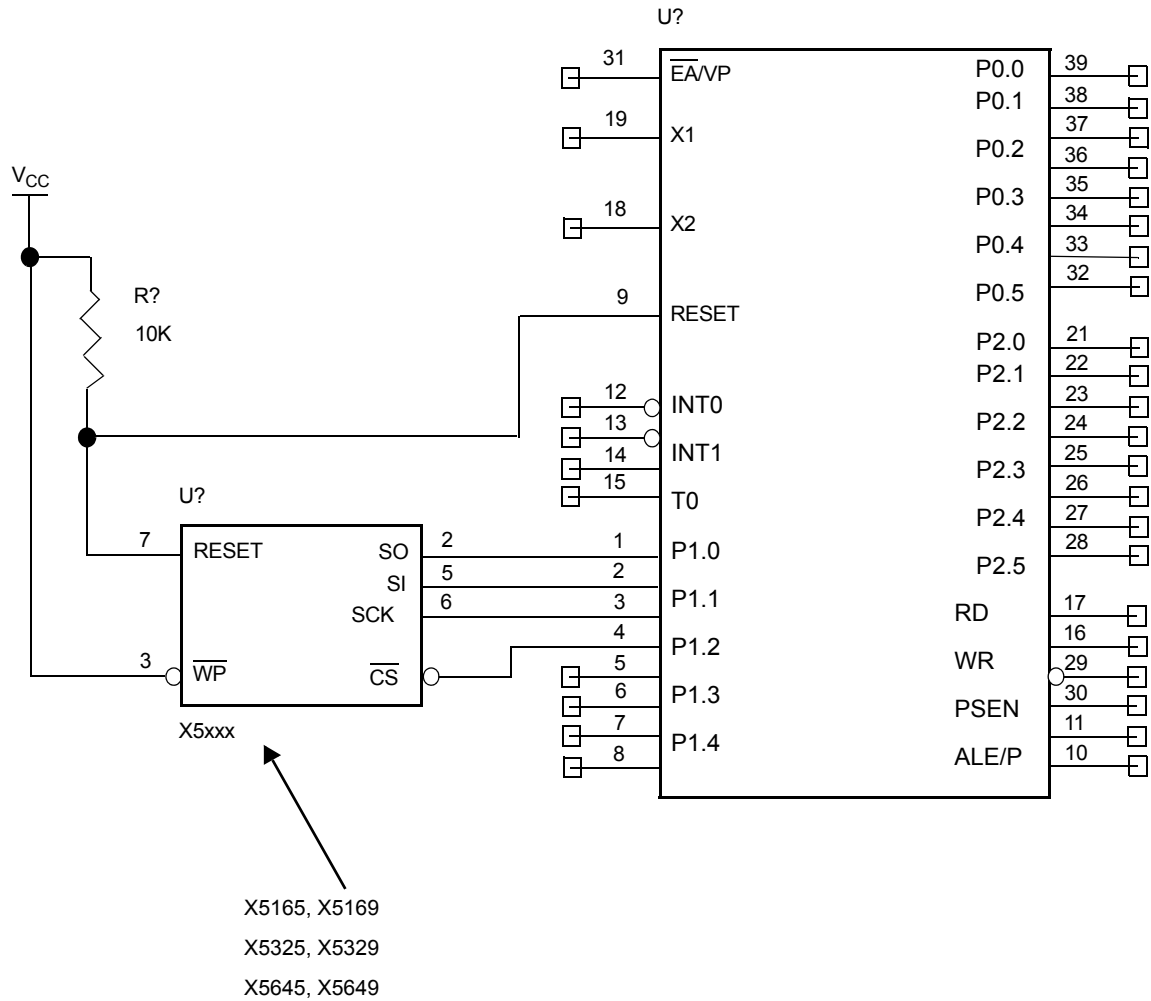 U?
31
EA/VP
19
X1
18
X2
9
RESET
12
INT0
13
14
INT1
15
T0
1
P1.0
2
P1.1
3
4
P1.2
5
6
P1.3
7
P1.4
8
P0.0
39
P0.1
38
37
P0.2
36
P0.3
35
34
P0.4
33
P0.5
32
P2.0
21
P2.1
22
23
P2.2
24
P2.3
25
26
P2.4
27
P2.5
28
RD
17
16
WR
29
PSEN
30
11
ALE/P
10
VCC
R?
10K
U?
7
RESET
SO
2
SI
5
SCK
6
3
WP
CS
X5xxx
X5165, X5169
X5325, X5329
X5645, X5649